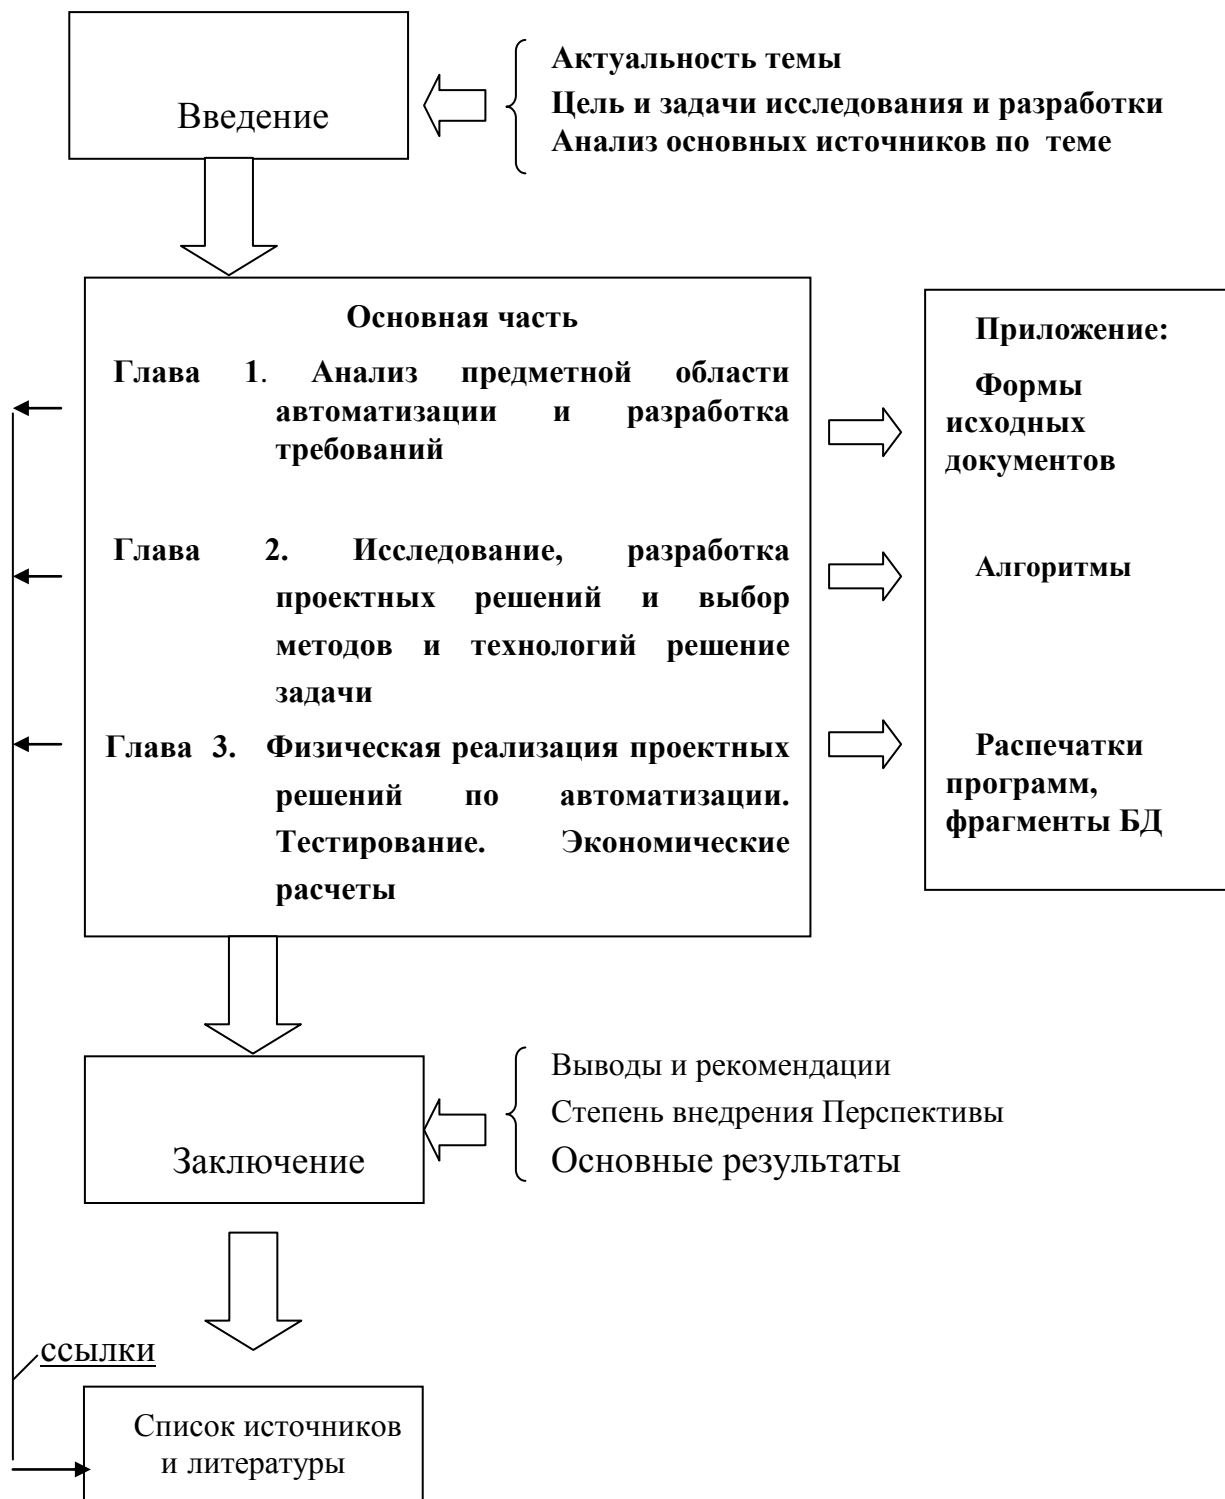 Введение
Актуальность темы
Цель и задачи исследования и разработки
Анализ основных источников по теме
Основная часть
Глава 1. Анализ предметной области
автоматизации и разработка
требований
Глава 2. Исследование, разработка
проектных решений и выбор
методов и технологий решение
задачи
Глава 3. Физическая реализация проектных
решений по автоматизации.
Тестирование. Экономические
расчеты
Приложение:
Формы
исходных
документов
Алгоритмы
Распечатки
программ,
фрагменты БД
Заключение
Выводы и рекомендации
Степень внедрения Перспективы
Основные результаты
ссылки
Список источников
и литературы